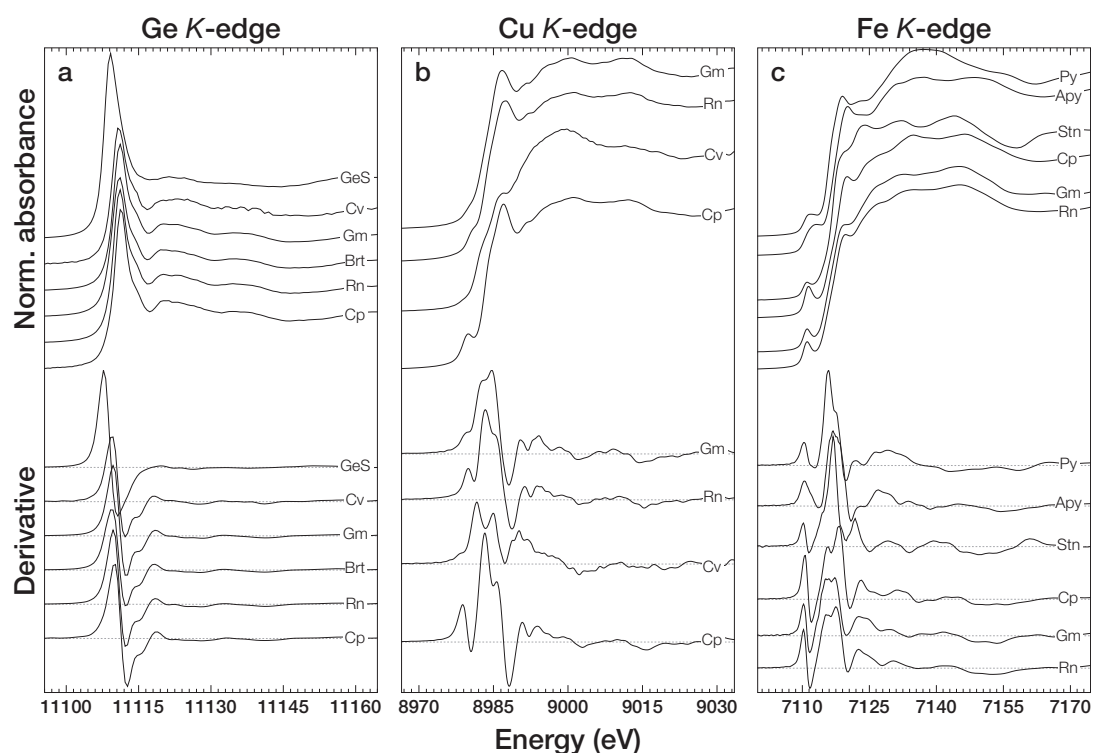 Ge K-edge
Cu K-edge
Fe K-edge
Norm. absorbance
Derivative
a
GeS
Cv
Gm
Brt
Rn
Cp
GeS
Cv
Gm
Brt
Rn
Cp
11100 11115 11130 11145 11160
b
Gm
Rn
Cv
Cp
Gm
Rn
Cv
Cp
8970 8985 9000 9015 9030
c
Py
Apy
Stn
Cp
Gm
Rn
Py
Apy
Stn
Cp
Gm
Rn
7110 7125 7140 7155 7170
Energy (eV)